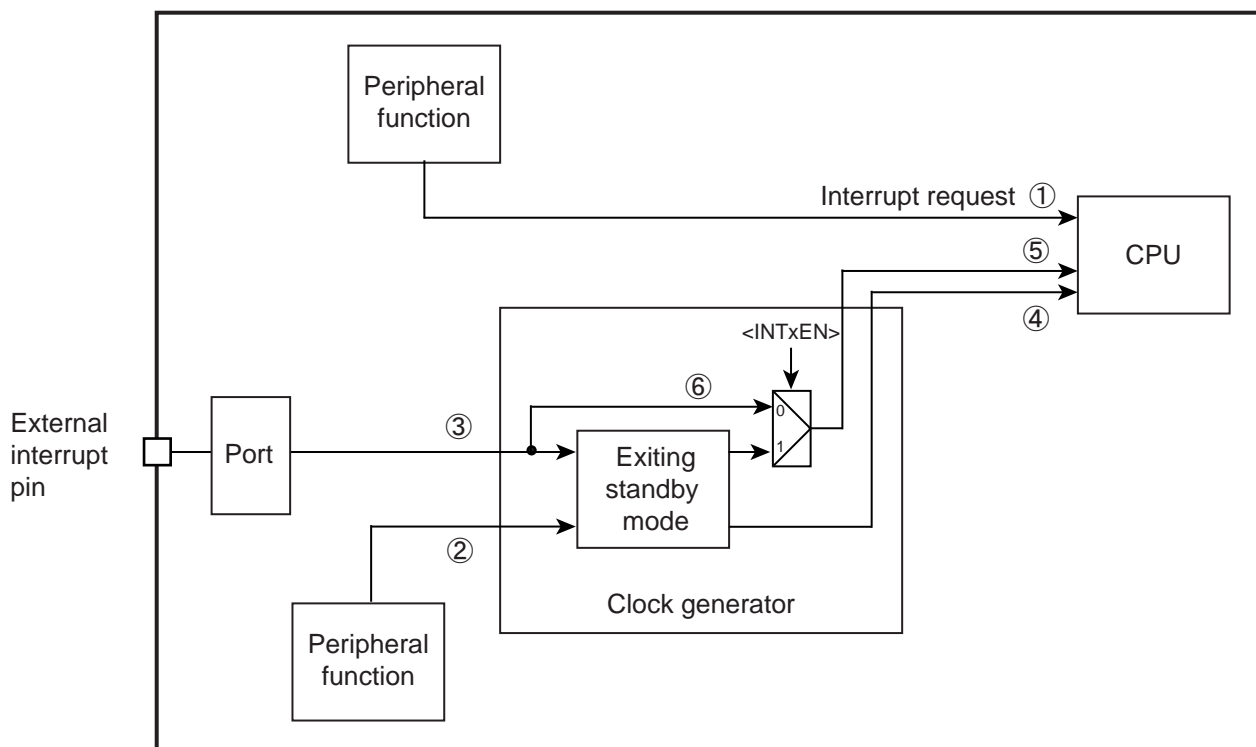 Peripheral
function
Interrupt request ①
CPU
⑤
④
<INTxEN>
⑥
0
1
External
interrupt
pin
Port
③
Exiting
standby
mode
②
Clock generator
Peripheral
function